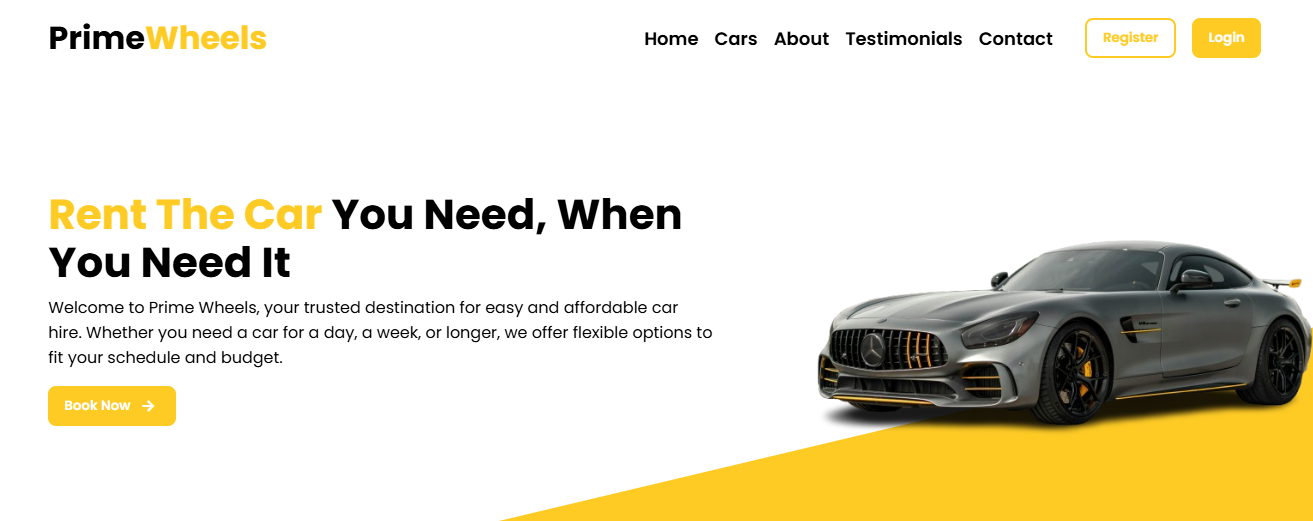 PrimeWheels
Home Cars About Testimonials Contact Register Login
Rent The Car You Need, When
You Need It
Welcome to Prime Wheels, your trusted destination for easy and affordable car
hire. Whether you need a car for a day, a week, or longer, we offer flexible options to
fit your schedule and budget.
Book Now →